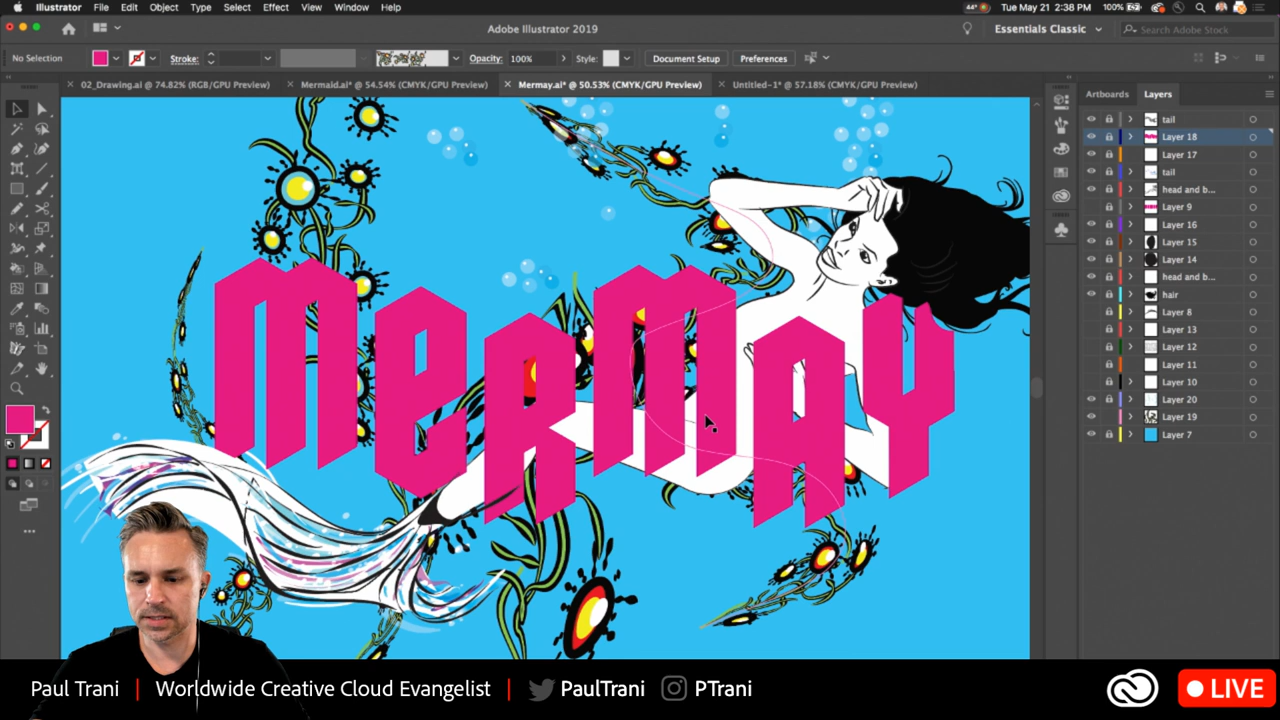 Illustrator File Edit Object Type Select Effect View Window Help
44° 100% Tue May 21 2:38 PM
Adobe Illustrator 2019
Essentials Classic
Search Adobe Stock
No Selection Stroke: Opacity: 100% Style: Document Setup Preferences
02_Drawing.ai @ 74.82% (RGB/GPU Preview) Mermaid.ai* @ 54.54% (CMYK/GPU Preview) Mermay.ai* @ 50.53% (CMYK/GPU Preview) Untitled-1* @ 57.18% (CMYK/GPU Preview)
Artboards Layers
tail
Layer 18
Layer 17
tail
head and b...
Layer 9
Layer 16
Layer 15
Layer 14
head and b...
hair
Layer 8
Layer 13
Layer 12
Layer 11
Layer 10
Layer 20
Layer 19
Layer 7
MerMAY
Paul Trani | Worldwide Creative Cloud Evangelist | PaulTrani PTrani LIVE